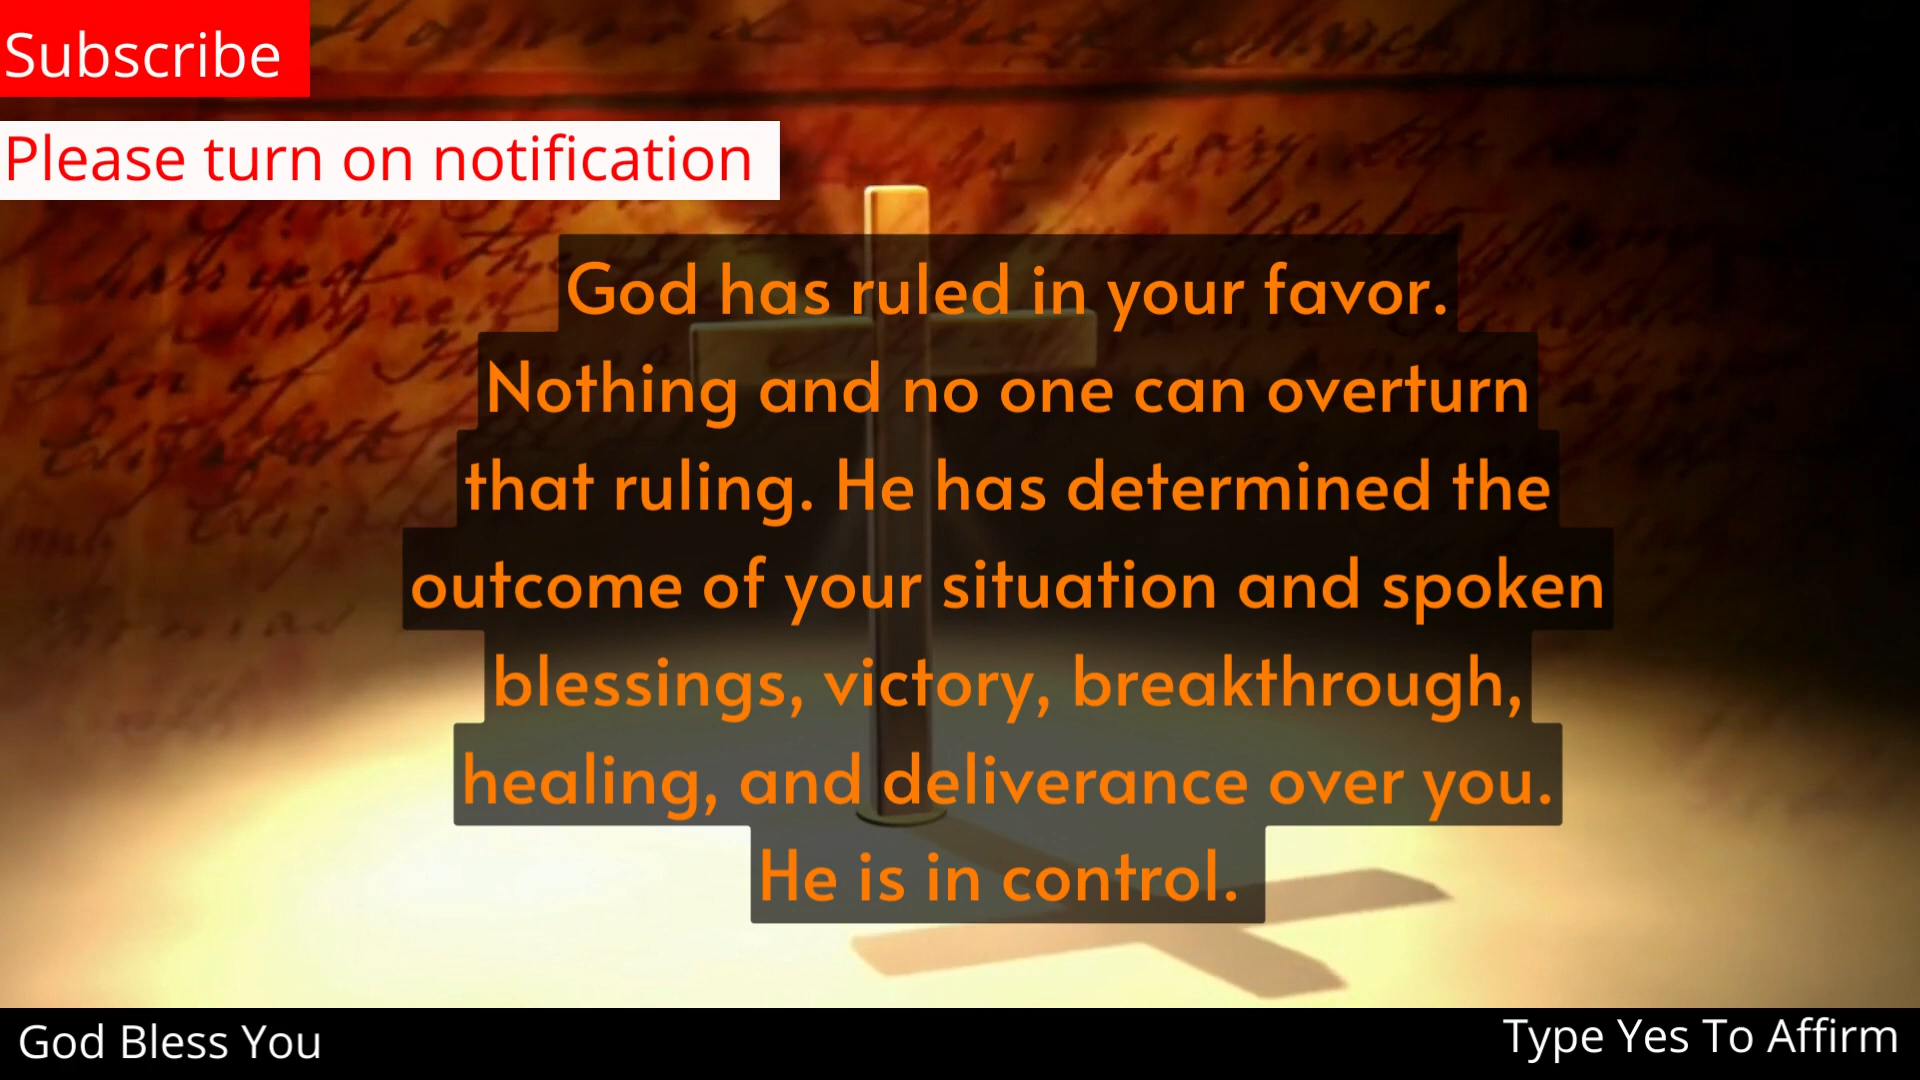 Subscribe
Please turn on notification
God has ruled in your favor.
Nothing and no one can overturn
that ruling. He has determined the
outcome of your situation and spoken
blessings, victory, breakthrough,
healing, and deliverance over you.
He is in control.
God Bless You
Type Yes To Affirm